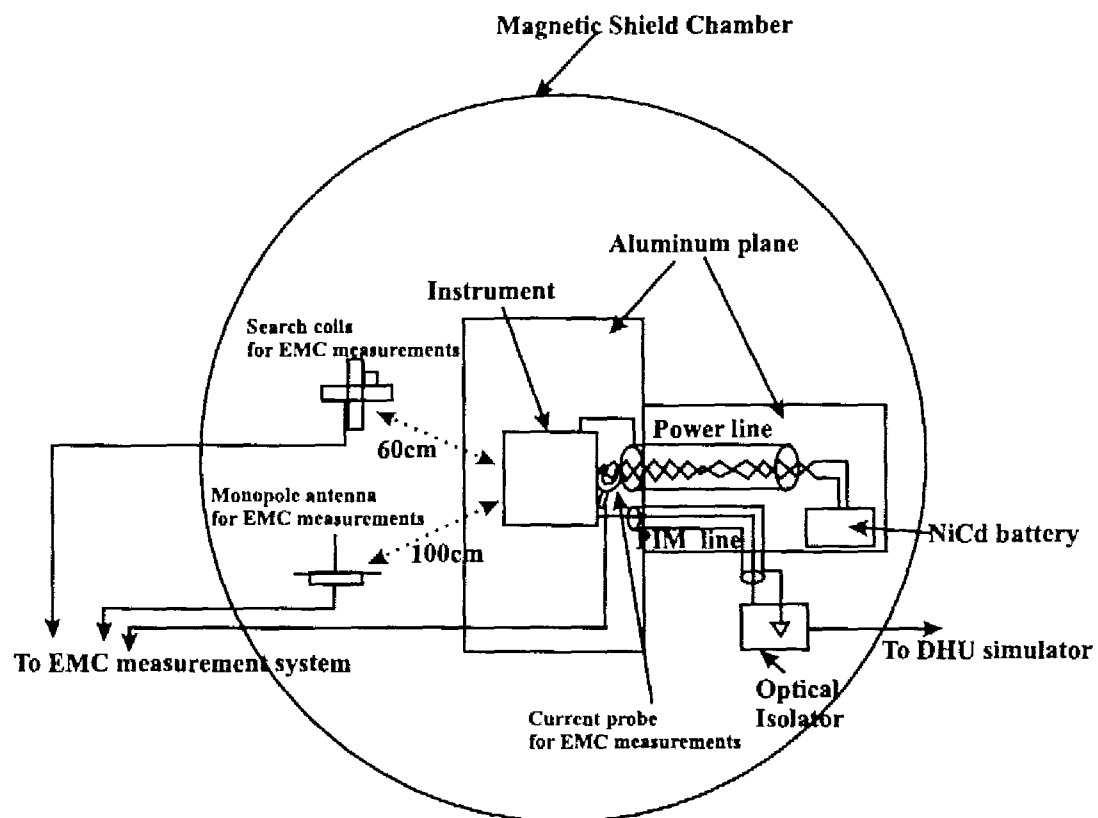 Magnetic Shield Chamber
Aluminum plane
Instrument
Search coils
for EMC measurements
60cm
Power line
Monopole antenna
for EMC measurements
100cm
PIM line
NiCd battery
To EMC measurement system
To DHU simulator
Optical
Isolator
Current probe
for EMC measurements